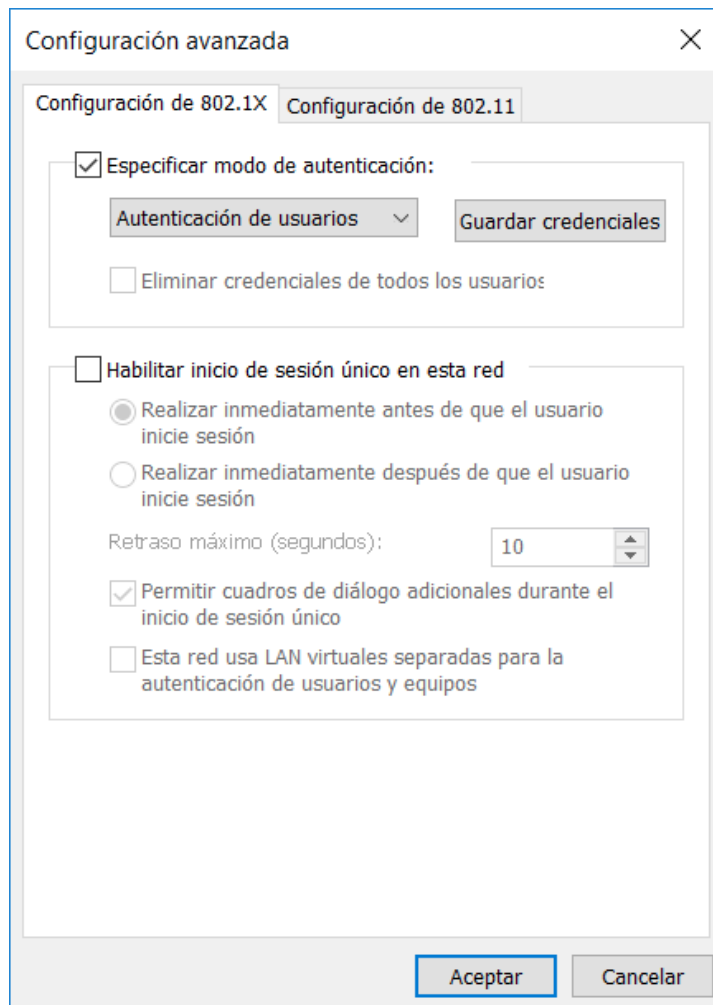 Configuración avanzada
Configuración de 802.1X
Configuración de 802.11
Especificar modo de autenticación:
Autenticación de usuarios
Guardar credenciales
Eliminar credenciales de todos los usuarios
Habilitar inicio de sesión único en esta red
Realizar inmediatamente antes de que el usuario
inicie sesión
Realizar inmediatamente después de que el usuario
inicie sesión
Retraso máximo (segundos):
10
Permitir cuadros de diálogo adicionales durante el
inicio de sesión único
Esta red usa LAN virtuales separadas para la
autenticación de usuarios y equipos
Aceptar
Cancelar